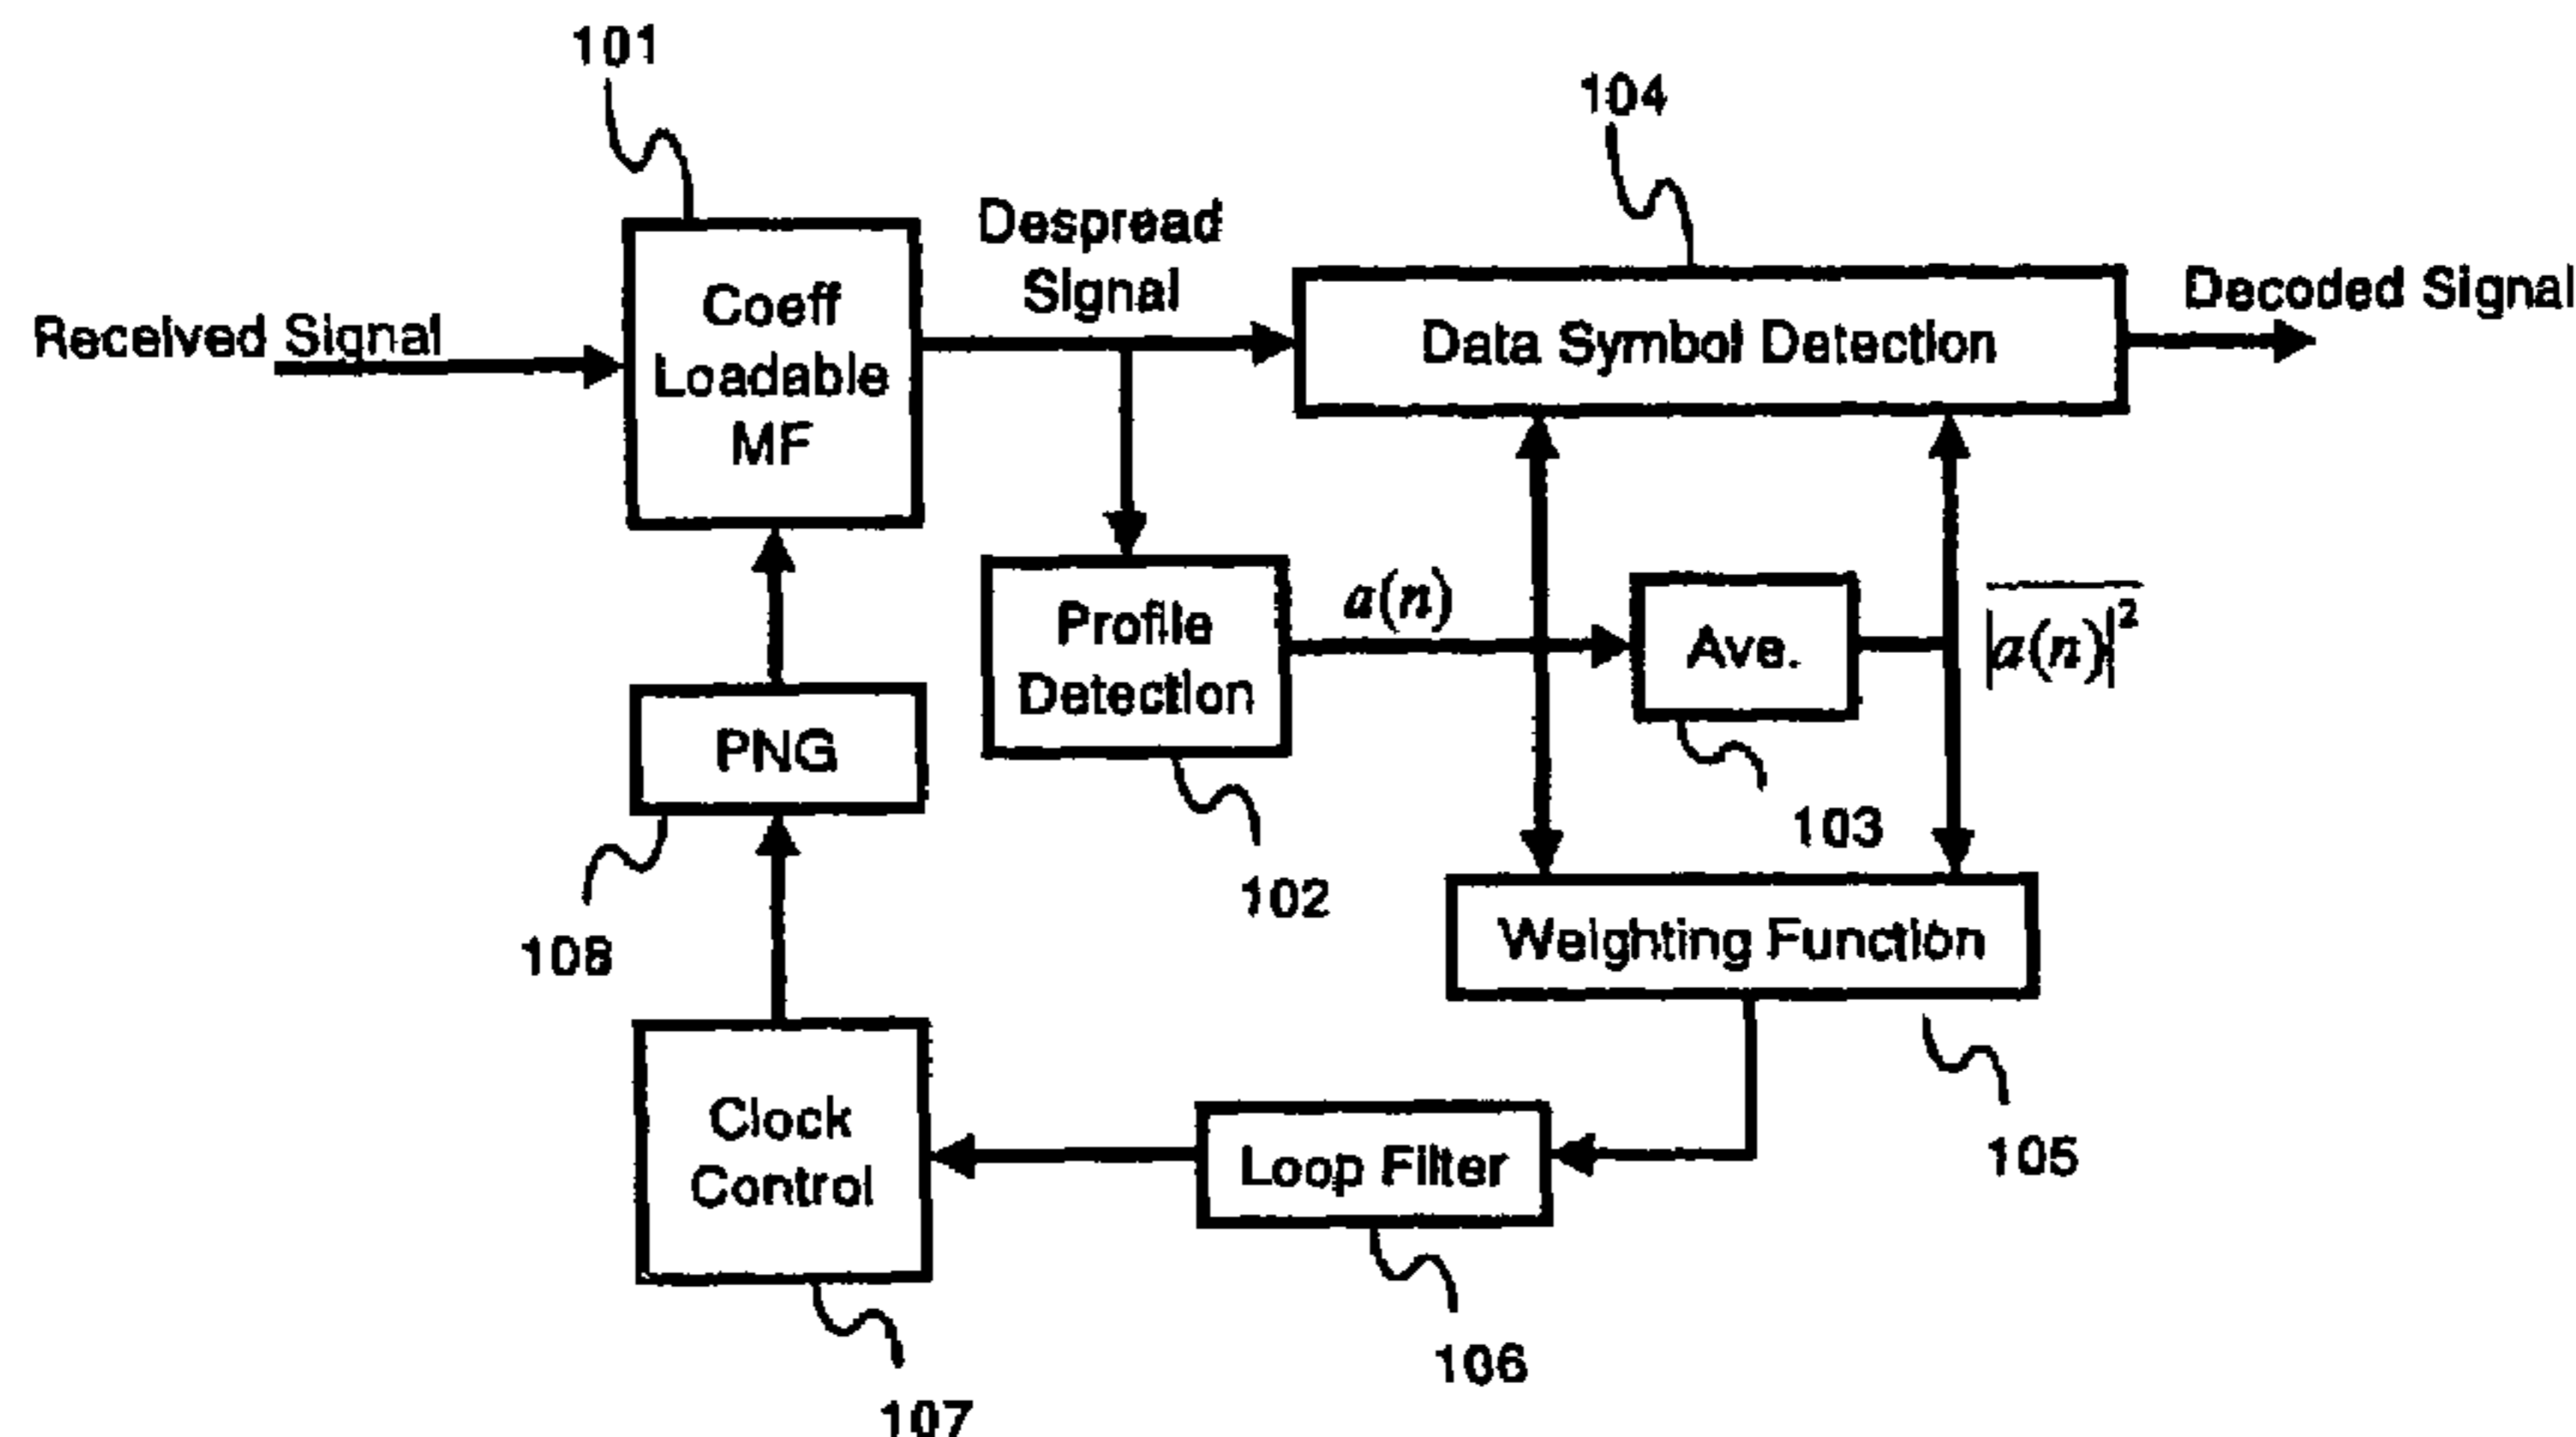 101
104
Despread
Signal
Received Signal
Coeff
Loadable
MF
Data Symbol Detection
Decoded Signal
Profile
Detection
a(n)
Ave.
|a(n)|²
PNG
103
102
108
Weighting Function
Clock
Control
Loop Filter
105
106
107